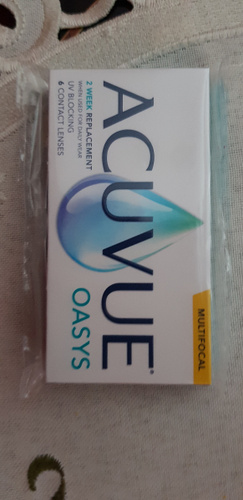 MULTIFOCAL
ACUVUE®
OASYS
2 WEEK REPLACEMENT
WHEN USED FOR DAILY WEAR
UV BLOCKING
6 CONTACT LENSES